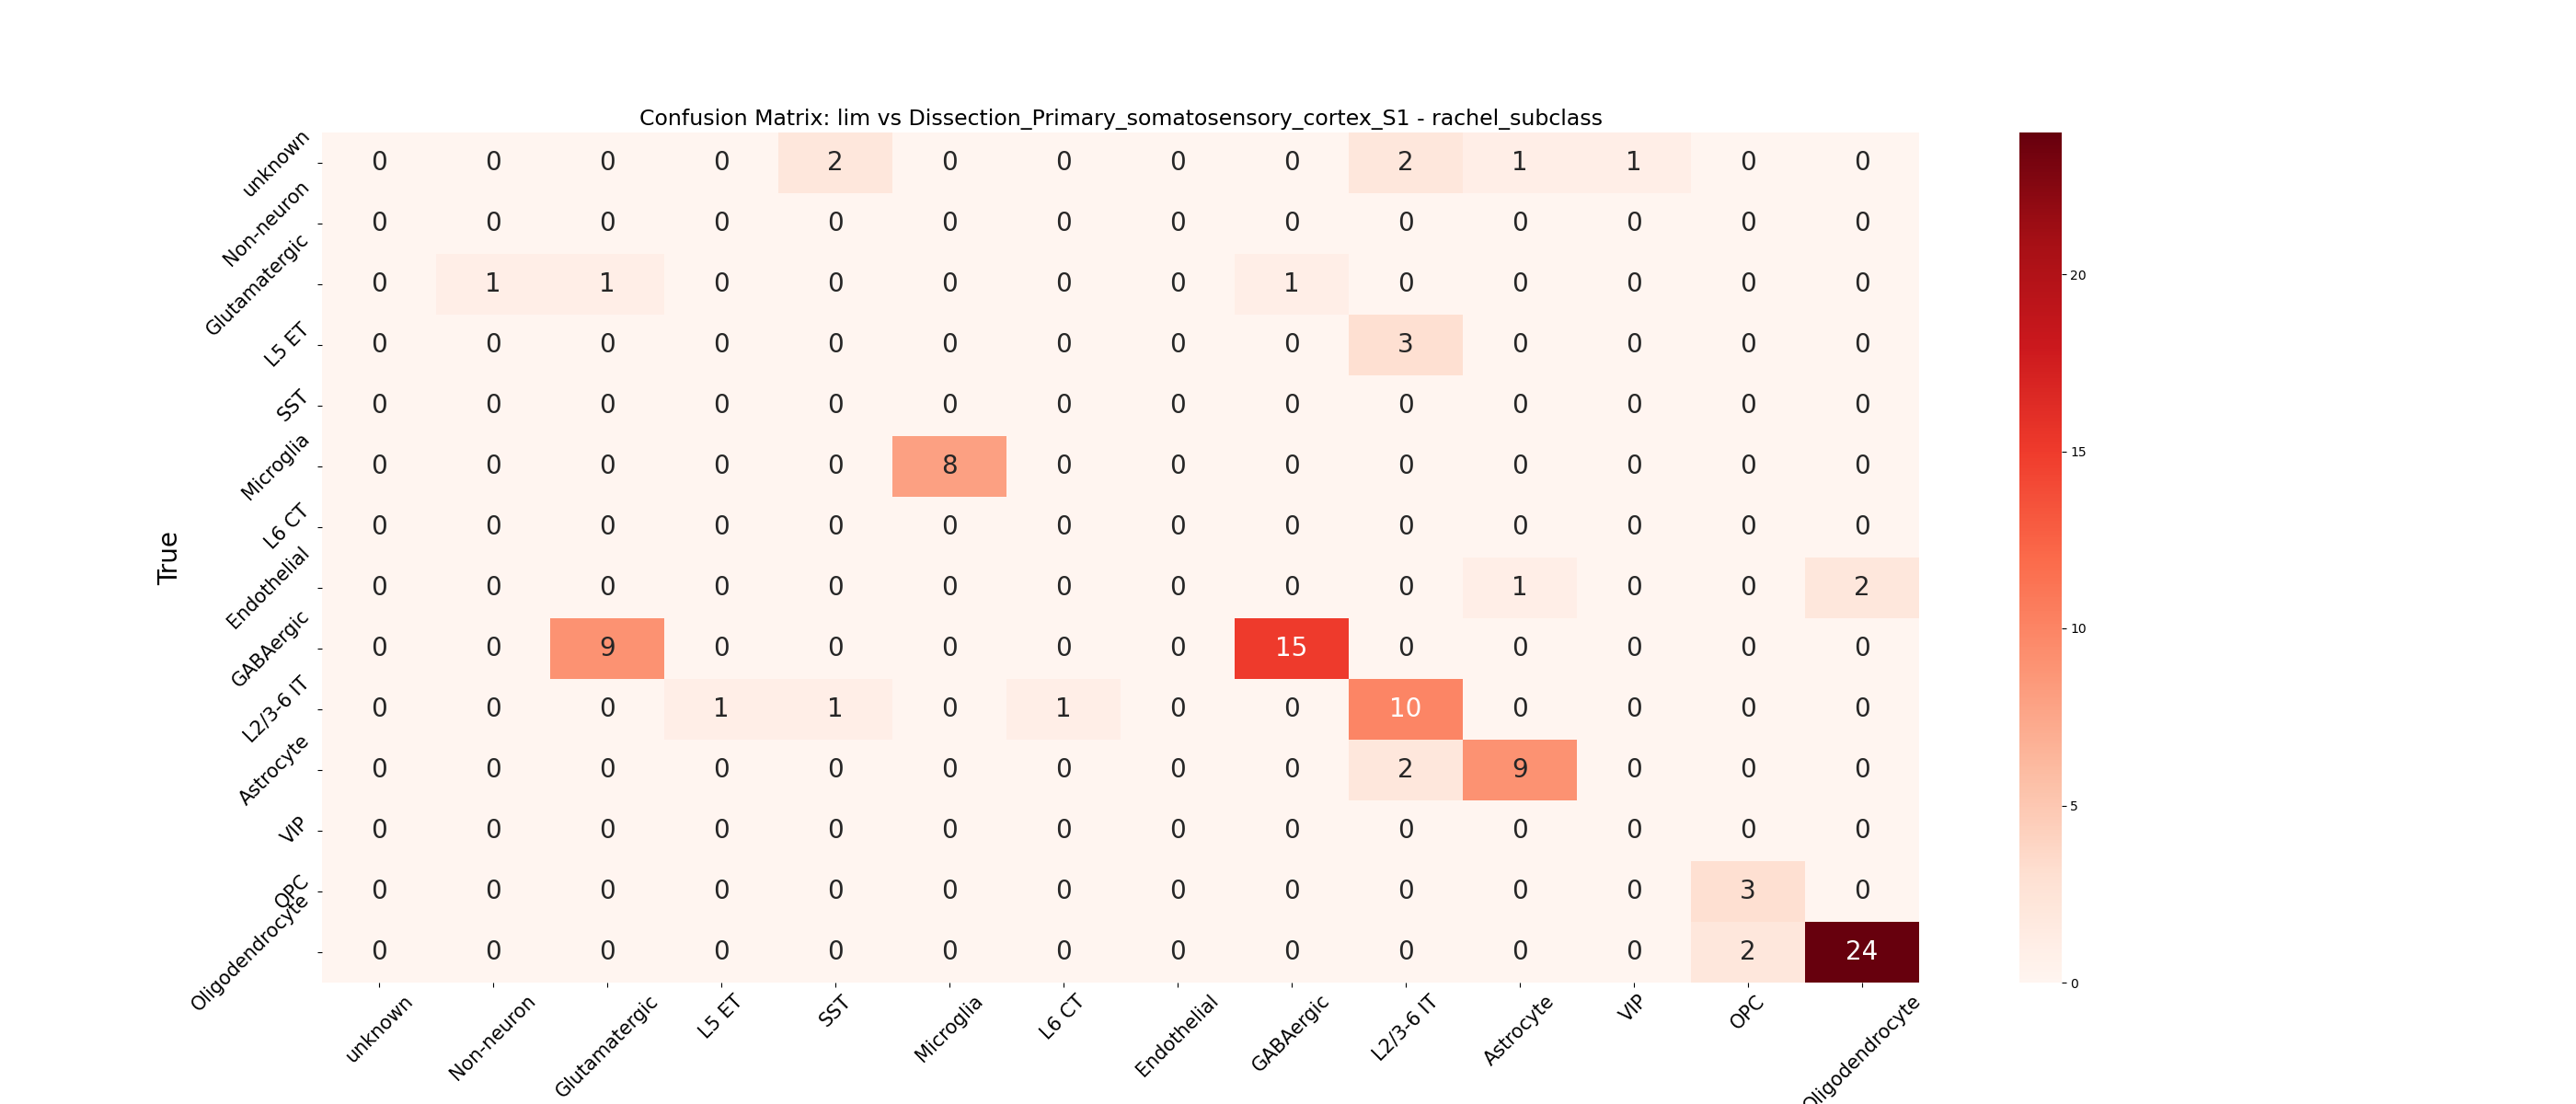 Confusion Matrix: lim vs Dissection_Primary_somatosensory_cortex_S1 - rachel_subclass
True
unknown 0 0 0 0 2 0 0 0 0 2 1 1 0 0
Non-neuron 0 0 0 0 0 0 0 0 0 0 0 0 0 0
Glutamatergic 0 1 1 0 0 0 0 0 1 0 0 0 0 0
L5 ET 0 0 0 0 0 0 0 0 0 3 0 0 0 0
SST 0 0 0 0 0 0 0 0 0 0 0 0 0 0
Microglia 0 0 0 0 0 8 0 0 0 0 0 0 0 0
L6 CT 0 0 0 0 0 0 0 0 0 0 0 0 0 0
Endothelial 0 0 0 0 0 0 0 0 0 0 1 0 0 2
GABAergic 0 0 9 0 0 0 0 0 15 0 0 0 0 0
L2/3-6 IT 0 0 0 1 1 0 1 0 0 10 0 0 0 0
Astrocyte 0 0 0 0 0 0 0 0 0 2 9 0 0 0
VIP 0 0 0 0 0 0 0 0 0 0 0 0 0 0
OPC 0 0 0 0 0 0 0 0 0 0 0 0 3 0
Oligodendrocyte 0 0 0 0 0 0 0 0 0 0 0 0 2 24
unknown Non-neuron Glutamatergic L5 ET SST Microglia L6 CT Endothelial GABAergic L2/3-6 IT Astrocyte VIP OPC Oligodendrocyte
20
15
10
5
0